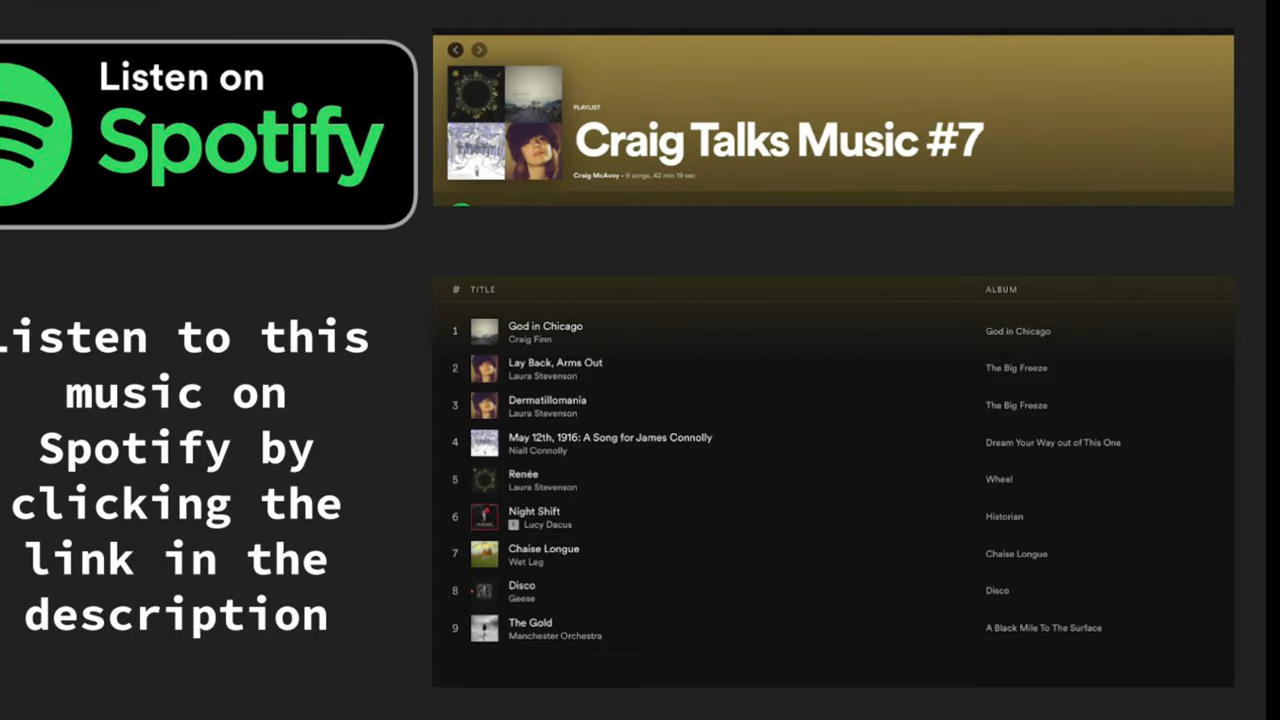 Listen on
Spotify
Listen to this
music on
Spotify by
clicking the
link in the
description
PLAYLIST
Craig Talks Music #7
Craig McAvoy • 9 songs, 42 min 19 sec
# TITLE ALBUM
1 God in Chicago God in Chicago
Craig Finn
2 Lay Back, Arms Out The Big Freeze
Laura Stevenson
3 Dermatillomania The Big Freeze
Laura Stevenson
4 May 12th, 1916: A Song for James Connolly Dream Your Way out of This One
Niall Connolly
5 Renée Wheel
Laura Stevenson
6 Night Shift Historian
E Lucy Dacus
7 Chaise Longue Chaise Longue
Wet Leg
8 Disco Disco
Geese
9 The Gold A Black Mile To The Surface
Manchester Orchestra